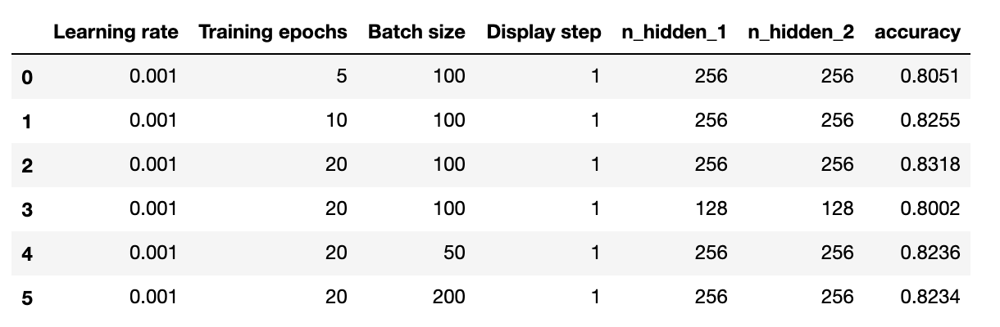 Learning rate Training epochs Batch size Display step n_hidden_1 n_hidden_2 accuracy
0 0.001 5 100 1 256 256 0.8051
1 0.001 10 100 1 256 256 0.8255
2 0.001 20 100 1 256 256 0.8318
3 0.001 20 100 1 128 128 0.8002
4 0.001 20 50 1 256 256 0.8236
5 0.001 20 200 1 256 256 0.8234